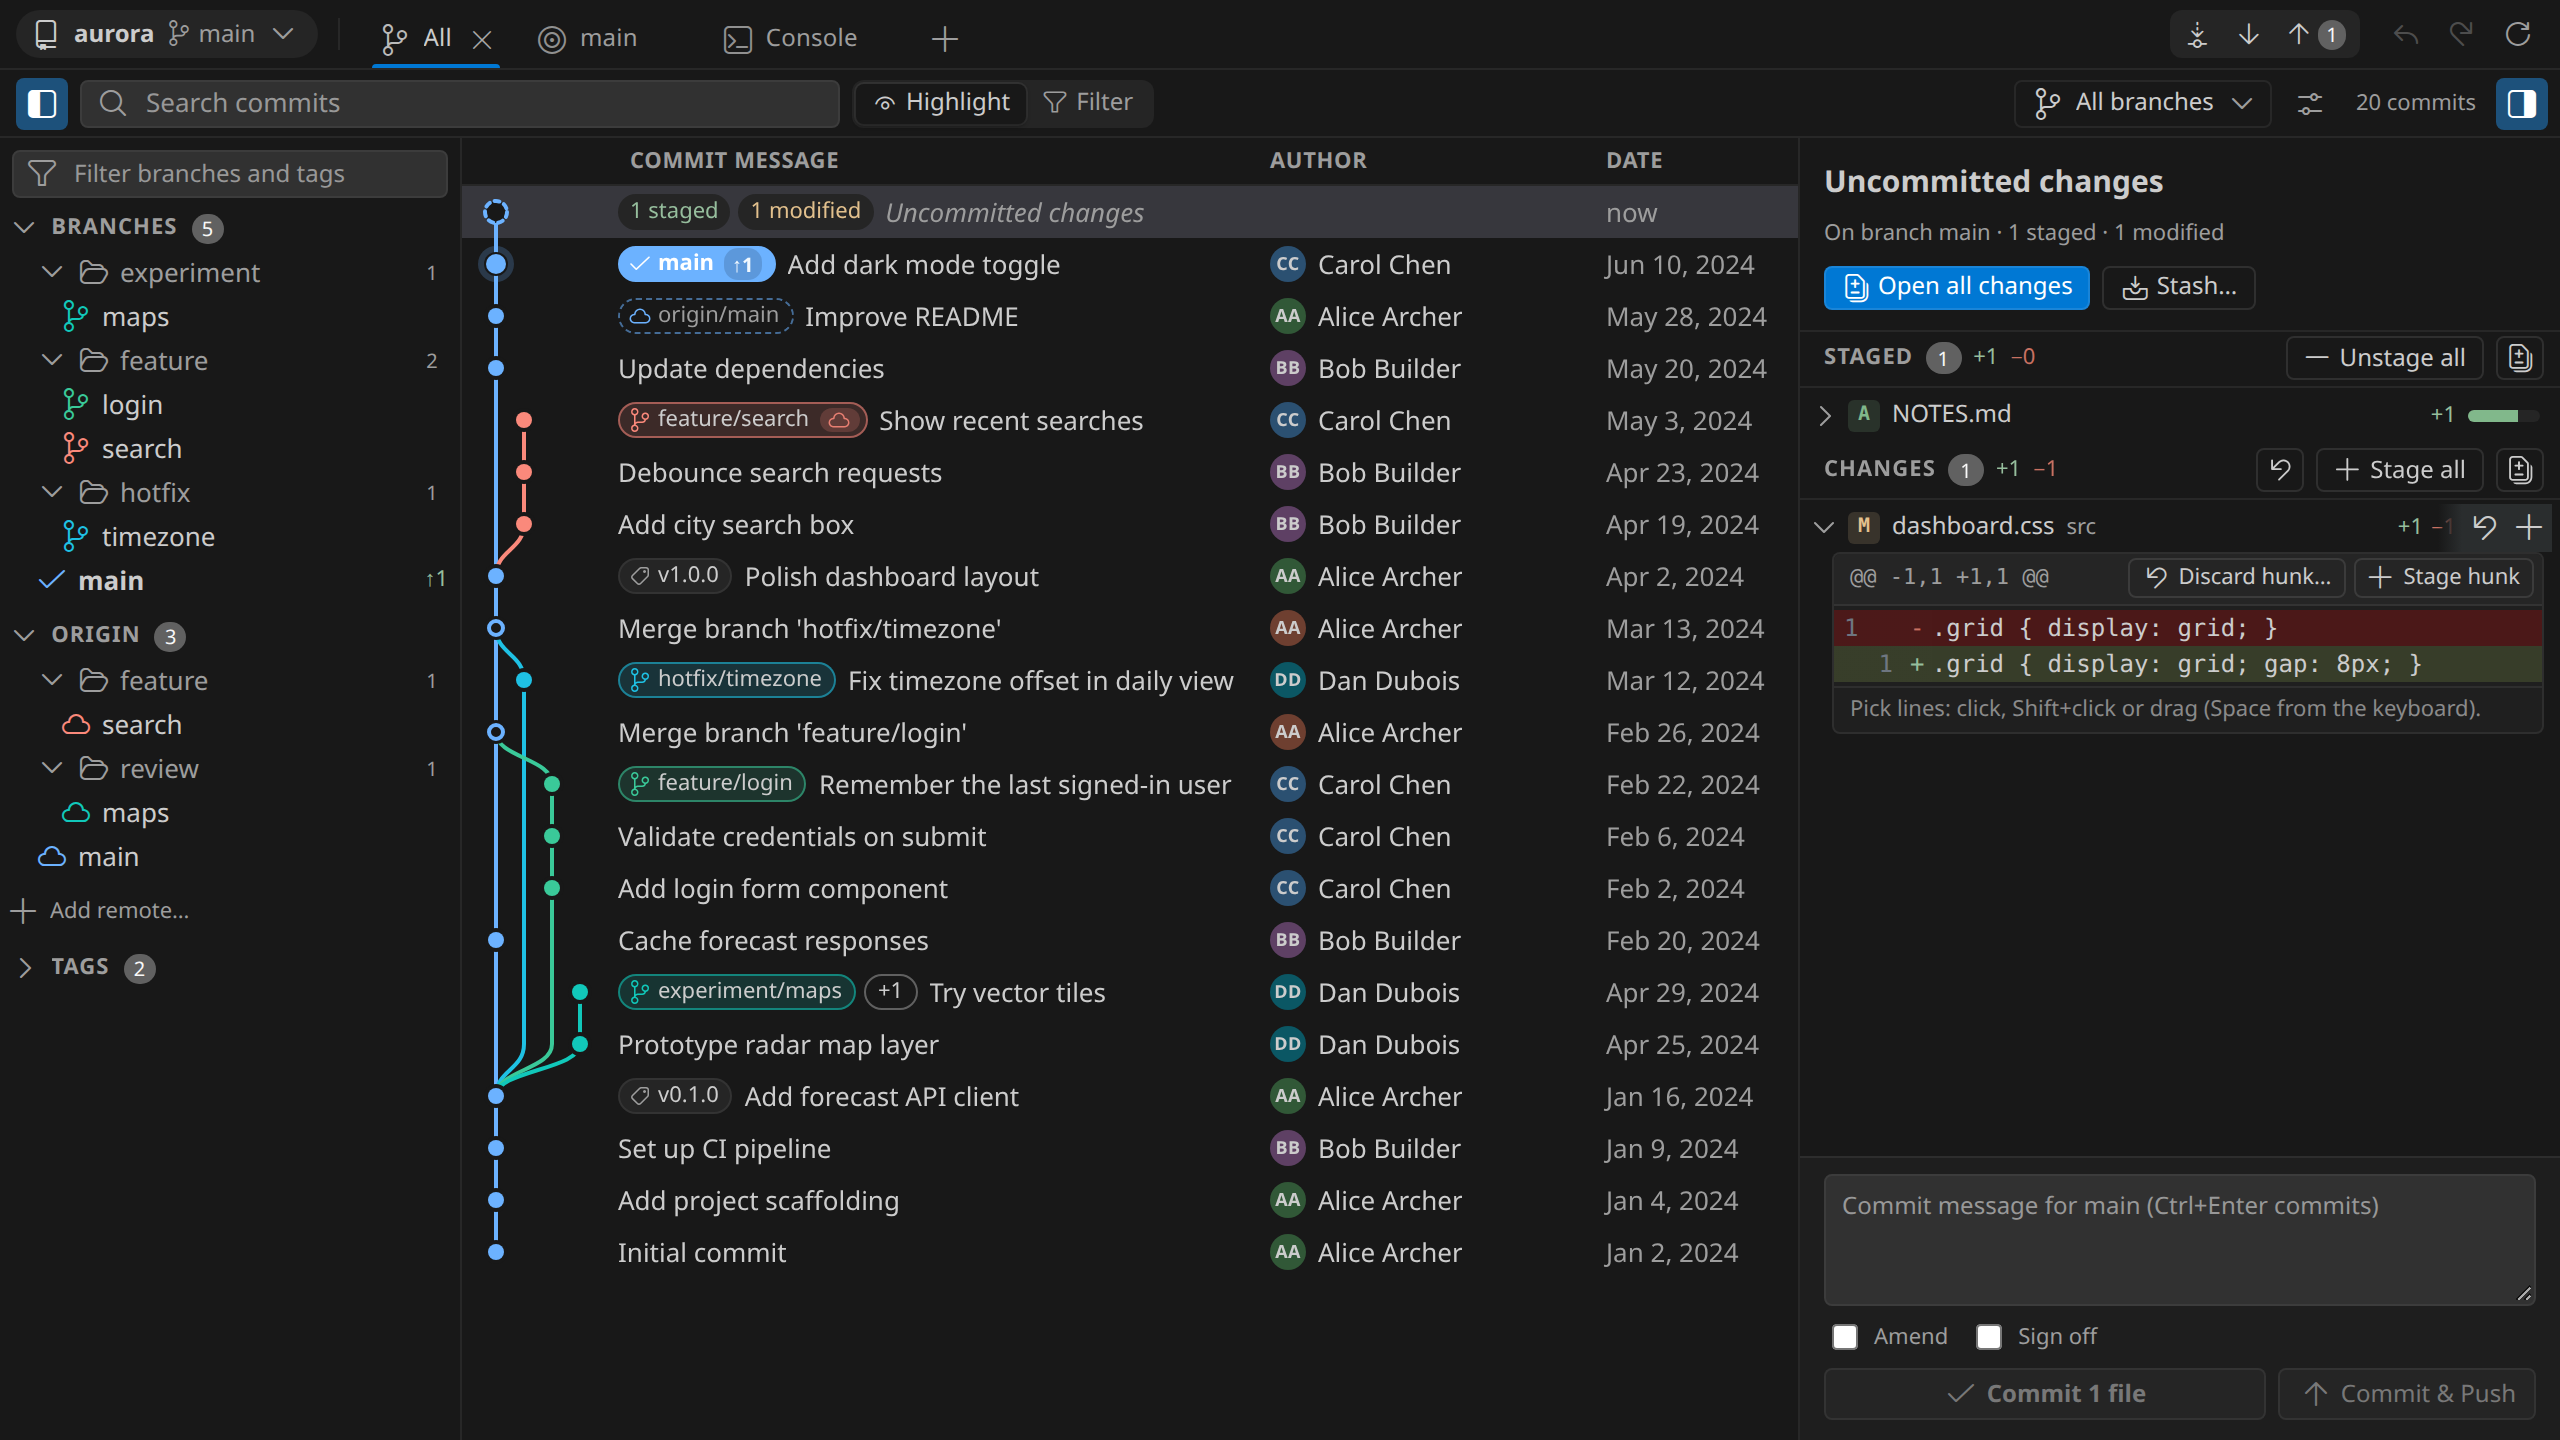 aurora main
All
main
Console
1
Search commits
Highlight
Filter
All branches
20 commits
Filter branches and tags
BRANCHES 5
experiment 1
maps
feature 2
login
search
hotfix 1
timezone
main ↑1
ORIGIN 3
feature 1
search
review 1
maps
main
Add remote...
TAGS 2
COMMIT MESSAGE AUTHOR DATE
1 staged 1 modified Uncommitted changes now
main ↑1 Add dark mode toggle CC Carol Chen Jun 10, 2024
origin/main Improve README AA Alice Archer May 28, 2024
Update dependencies BB Bob Builder May 20, 2024
feature/search Show recent searches CC Carol Chen May 3, 2024
Debounce search requests BB Bob Builder Apr 23, 2024
Add city search box BB Bob Builder Apr 19, 2024
v1.0.0 Polish dashboard layout AA Alice Archer Apr 2, 2024
Merge branch 'hotfix/timezone' AA Alice Archer Mar 13, 2024
hotfix/timezone Fix timezone offset in daily view DD Dan Dubois Mar 12, 2024
Merge branch 'feature/login' AA Alice Archer Feb 26, 2024
feature/login Remember the last signed-in user CC Carol Chen Feb 22, 2024
Validate credentials on submit CC Carol Chen Feb 6, 2024
Add login form component CC Carol Chen Feb 2, 2024
Cache forecast responses BB Bob Builder Feb 20, 2024
experiment/maps +1 Try vector tiles DD Dan Dubois Apr 29, 2024
Prototype radar map layer DD Dan Dubois Apr 25, 2024
v0.1.0 Add forecast API client AA Alice Archer Jan 16, 2024
Set up CI pipeline BB Bob Builder Jan 9, 2024
Add project scaffolding AA Alice Archer Jan 4, 2024
Initial commit AA Alice Archer Jan 2, 2024
Uncommitted changes
On branch main · 1 staged · 1 modified
Open all changes
Stash...
STAGED 1 +1 −0 Unstage all
A NOTES.md +1
CHANGES 1 +1 −1 Stage all
M dashboard.css src +1 −1
@@ -1,1 +1,1 @@ Discard hunk... Stage hunk
1 - .grid { display: grid; }
1 + .grid { display: grid; gap: 8px; }
Pick lines: click, Shift+click or drag (Space from the keyboard).
Commit message for main (Ctrl+Enter commits)
Amend
Sign off
Commit 1 file
Commit & Push